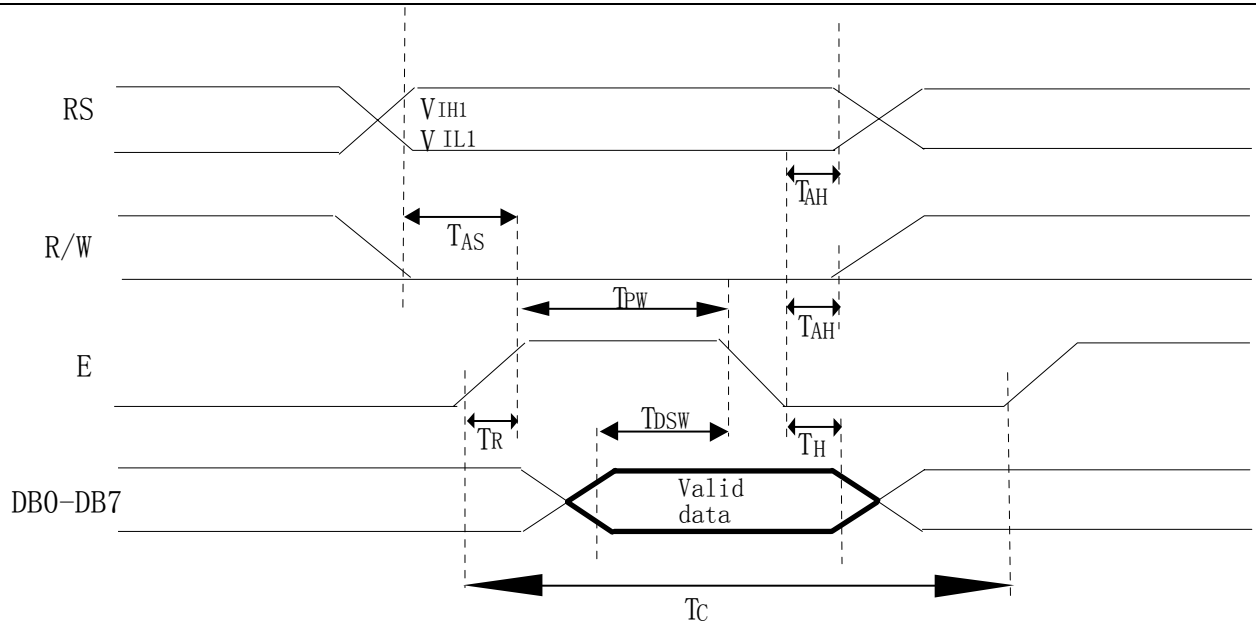 RS
VIH1
VIL1
TAH
R/W
TAS
TPW
TAH
E
TR
TDSW
TH
DB0-DB7
Valid
data
TC